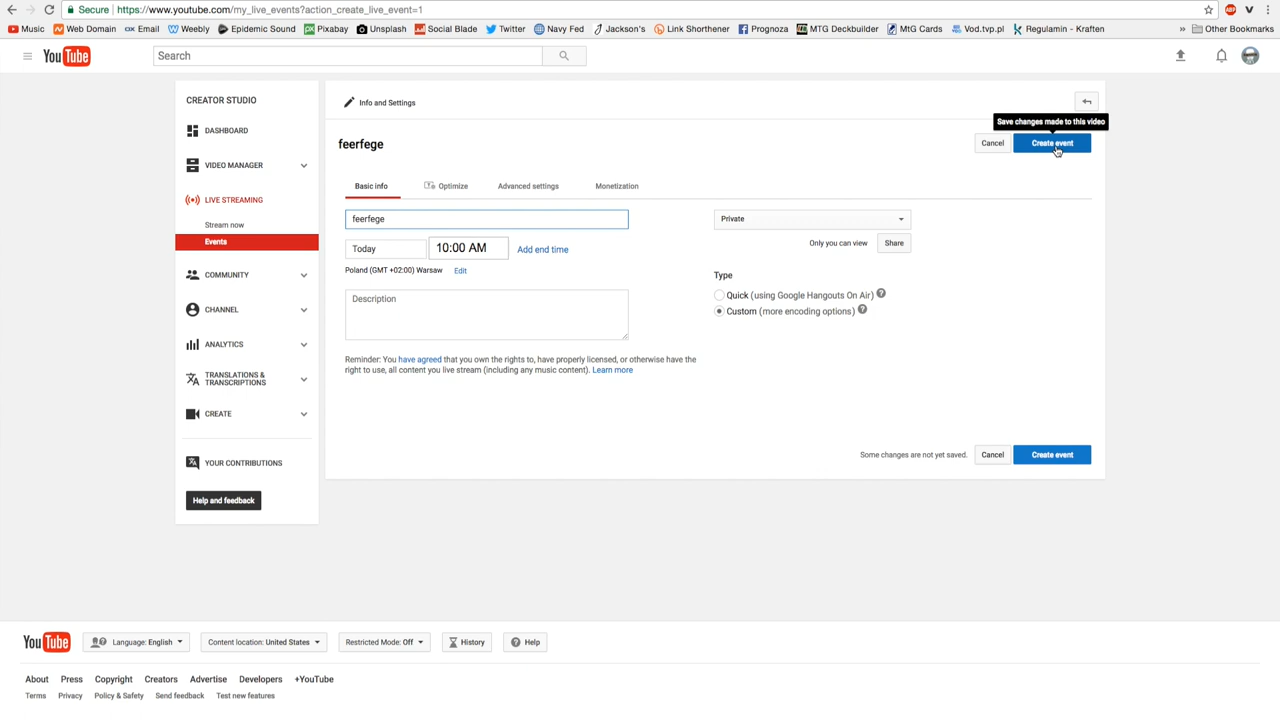 Secure https://www.youtube.com/my_live_events?action_create_live_event=1
Music Web Domain Email Weebly Epidemic Sound Pixabay Unsplash Social Blade Twitter Navy Fed Jackson's Link Shorthener Prognoza MTG Deckbuilder MtG Cards Vod.tvp.pl Regulamin - Kraften » Other Bookmarks
YouTube
Search
CREATOR STUDIO
DASHBOARD
VIDEO MANAGER
LIVE STREAMING
Stream now
Events
COMMUNITY
CHANNEL
ANALYTICS
TRANSLATIONS &
TRANSCRIPTIONS
CREATE
YOUR CONTRIBUTIONS
Help and feedback
Info and Settings
Save changes made to this video
feerfege
Cancel Create event
Basic info Optimize Advanced settings Monetization
feerfege
Today 10:00 AM Add end time
Poland (GMT +02:00) Warsaw Edit
Description
Reminder: You have agreed that you own the rights to, have properly licensed, or otherwise have the
right to use, all content you live stream (including any music content). Learn more
Private
Only you can view Share
Type
Quick (using Google Hangouts On Air) ?
Custom (more encoding options) ?
Some changes are not yet saved. Cancel Create event
YouTube Language: English Content location: United States Restricted Mode: Off History Help
About Press Copyright Creators Advertise Developers +YouTube
Terms Privacy Policy & Safety Send feedback Test new features